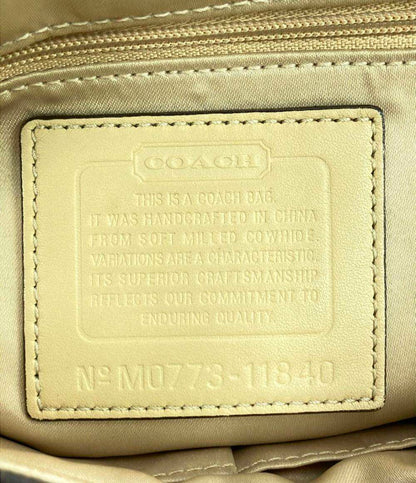 COACH
THIS IS A COACH BAG.
IT WAS HANDCRAFTED IN CHINA
FROM SOFT MILLED COWHIDE.
VARIATIONS ARE A CHARACTERISTIC.
ITS SUPERIOR CRAFTSMANSHIP
REFLECTS OUR COMMITMENT TO
ENDURING QUALITY.
Nº M0773-11840